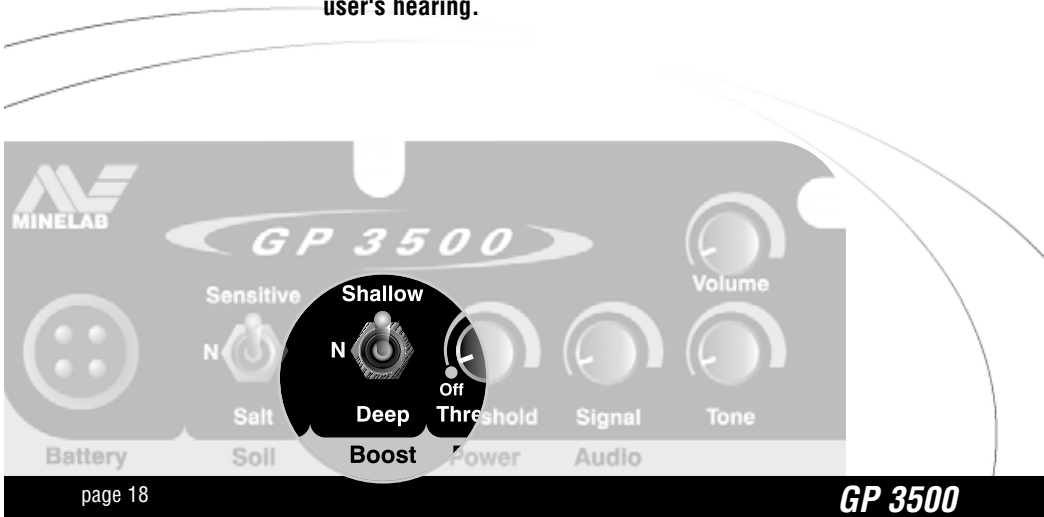 user's hearing.
MINELAB
GP 3500
Volume
Sensitive
Shallow
N
N
Off
Salt
Deep
Threshold
Signal
Tone
Battery
Soil
Boost
Power
Audio
page 18
GP 3500